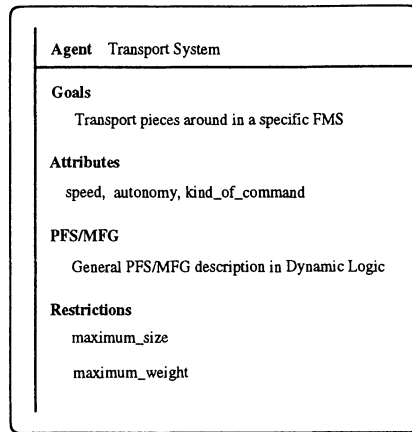 Agent Transport System
Goals
Transport pieces around in a specific FMS
Attributes
speed, autonomy, kind_of_command
PFS/MFG
General PFS/MFG description in Dynamic Logic
Restrictions
maximum_size
maximum_weight